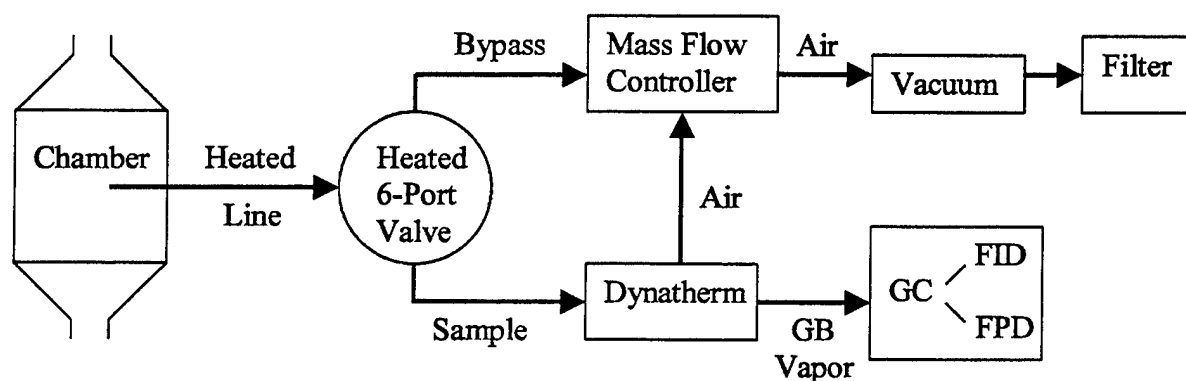 Bypass
Mass Flow
Controller
Air
Vacuum
Filter
Chamber
Heated
Line
Heated
6-Port
Valve
Air
Sample
Dynatherm
GB
Vapor
GC
FID
FPD